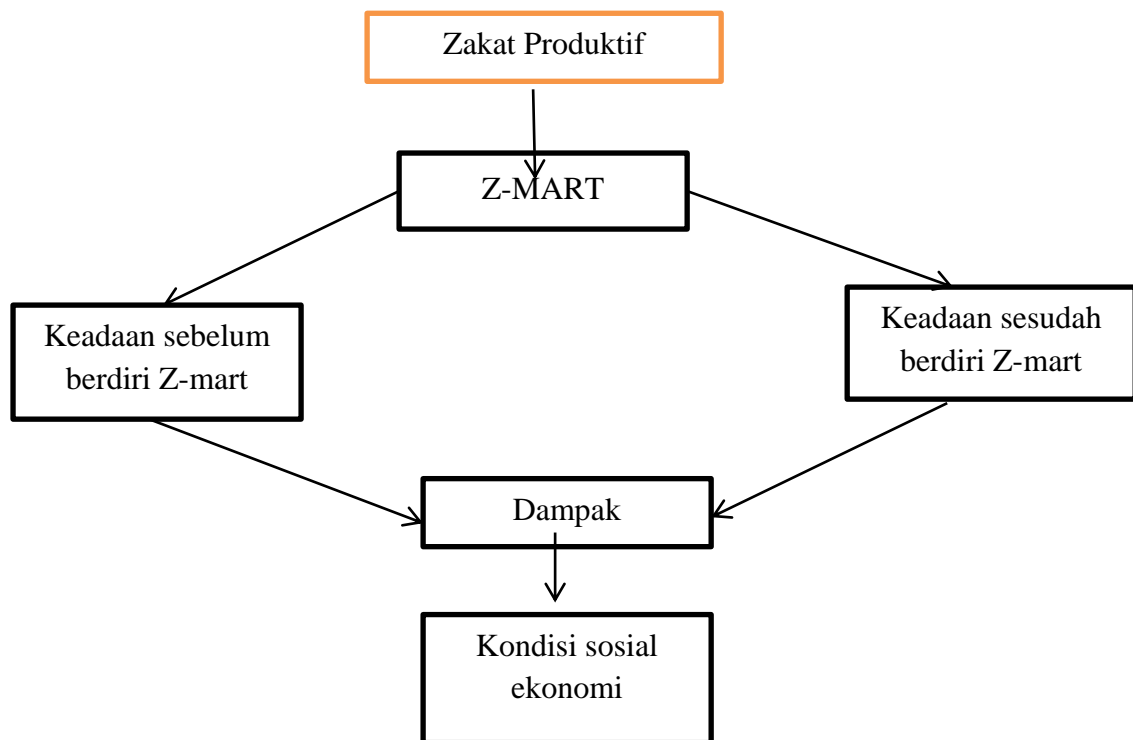 Zakat Produktif
Z-MART
Keadaan sebelum
berdiri Z-mart
Keadaan sesudah
berdiri Z-mart
Dampak
Kondisi sosial
ekonomi